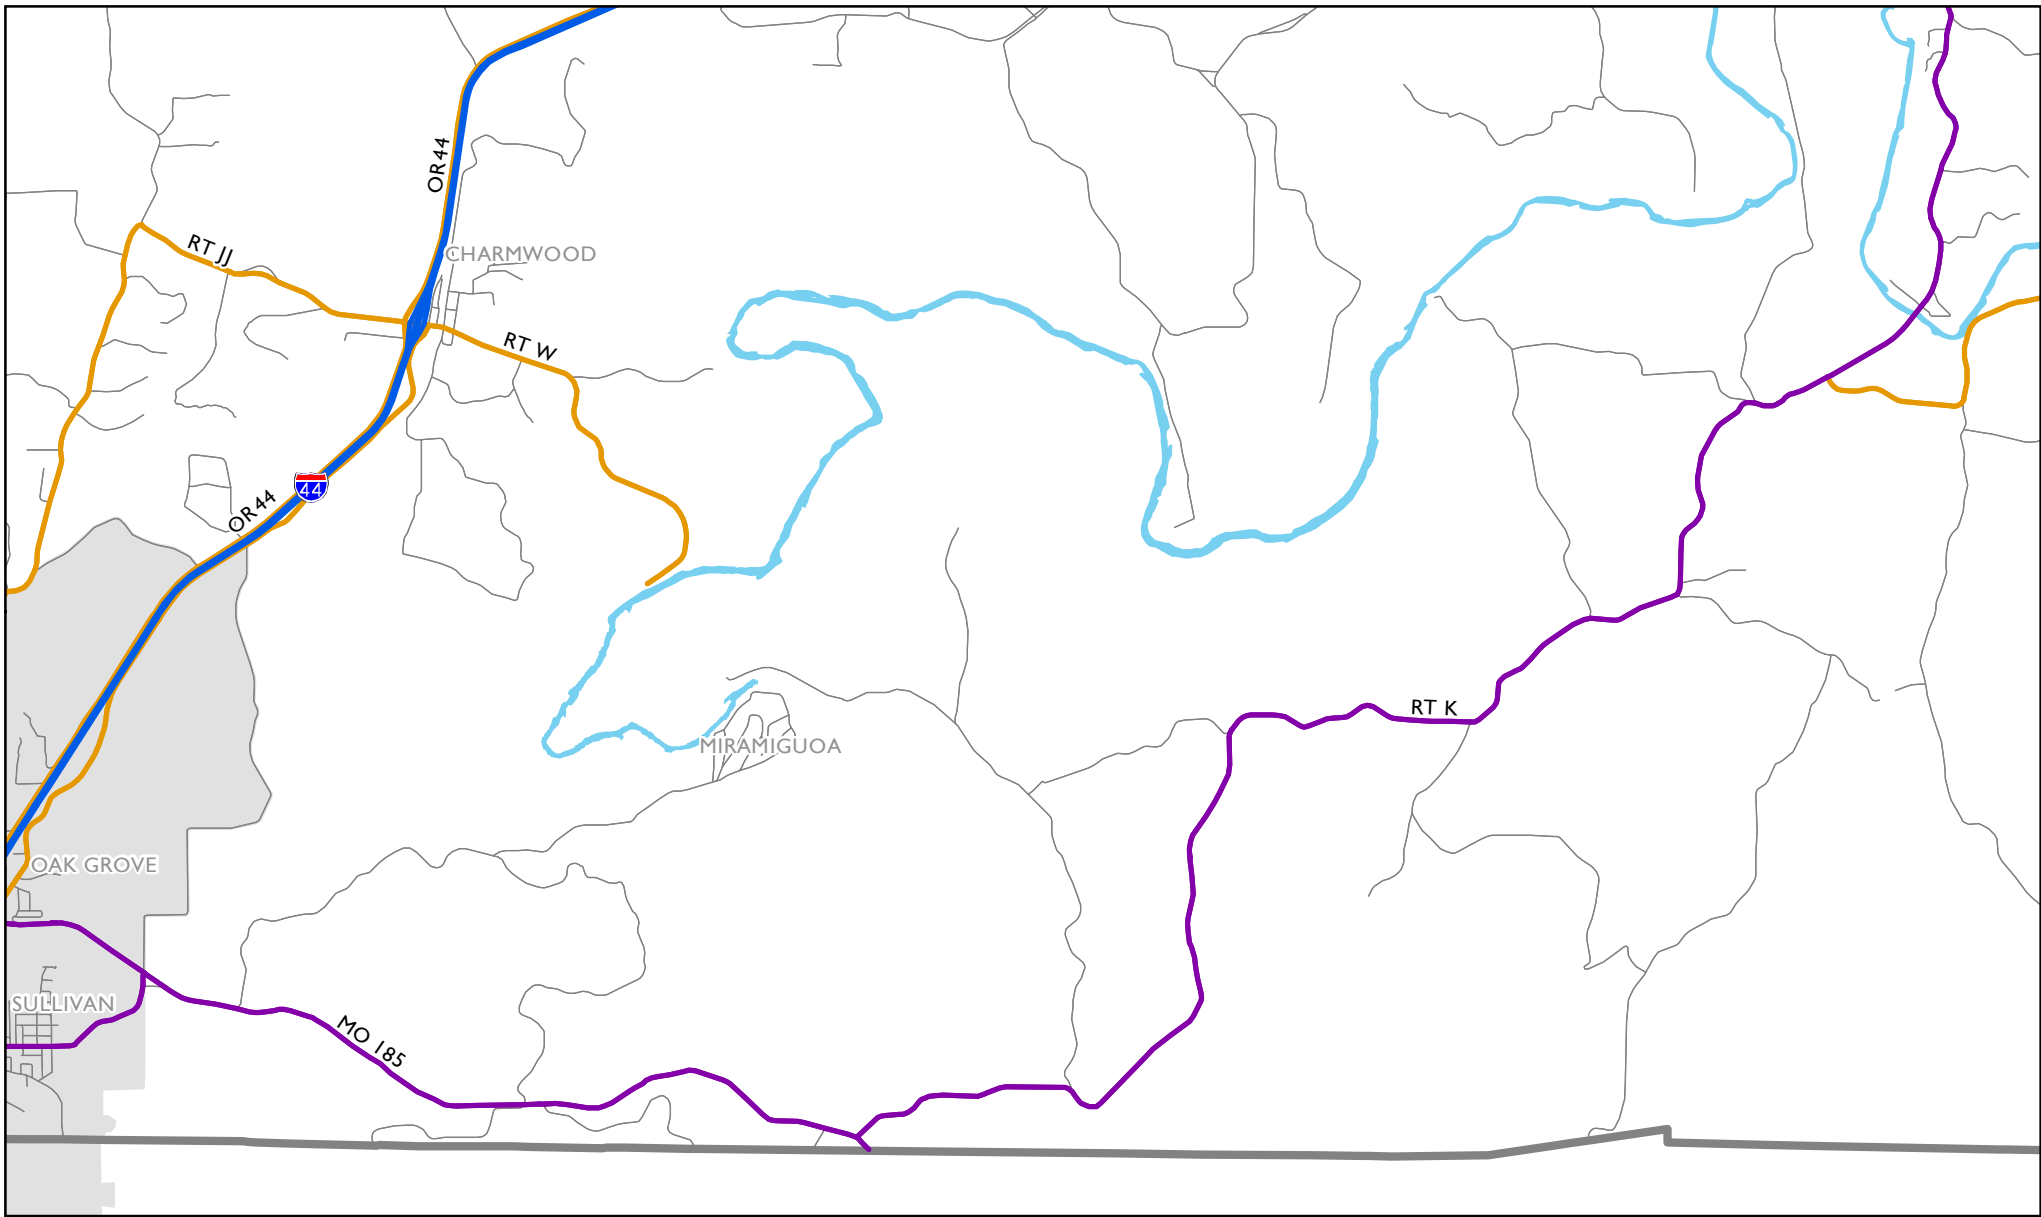 OR 44
CHARMWOOD
RT JJ
RT W
44
OR 44
RT K
MIRAMIGUOA
OAK GROVE
SULLIVAN
MO 185